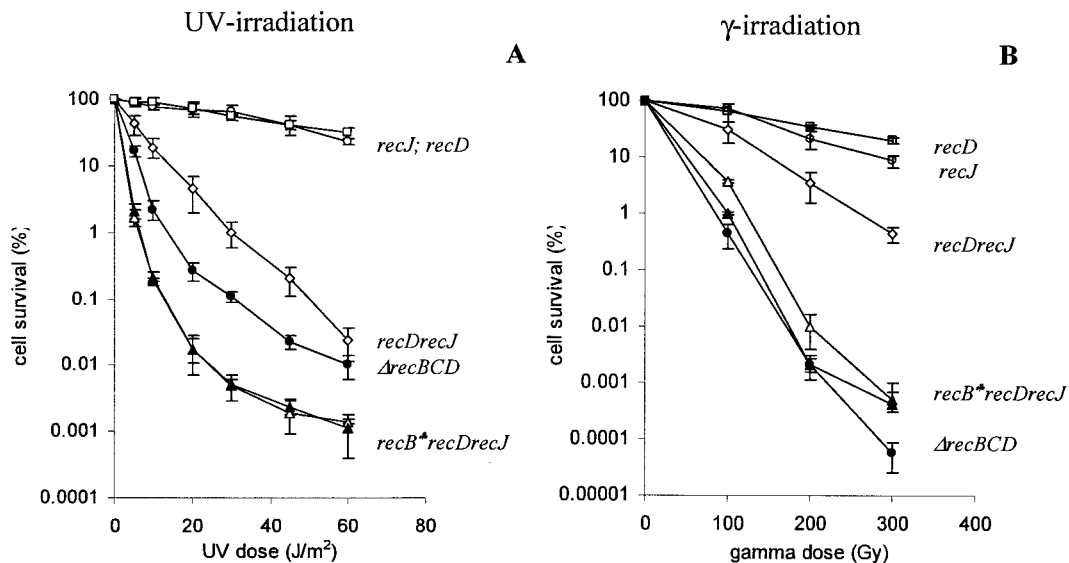 UV-irradiation
A
100
10
1
0.1
0.01
0.001
0.0001
cell survival (%)
0
20
40
60
80
UV dose (J/m²)
recJ; recD
recDrecJ
ΔrecBCD
recB*recDrecJ
γ-irradiation
B
100
10
1
0.1
0.01
0.001
0.0001
0.00001
cell survival (%)
0
100
200
300
400
gamma dose (Gy)
recD
recJ
recDrecJ
recB*recDrecJ
ΔrecBCD